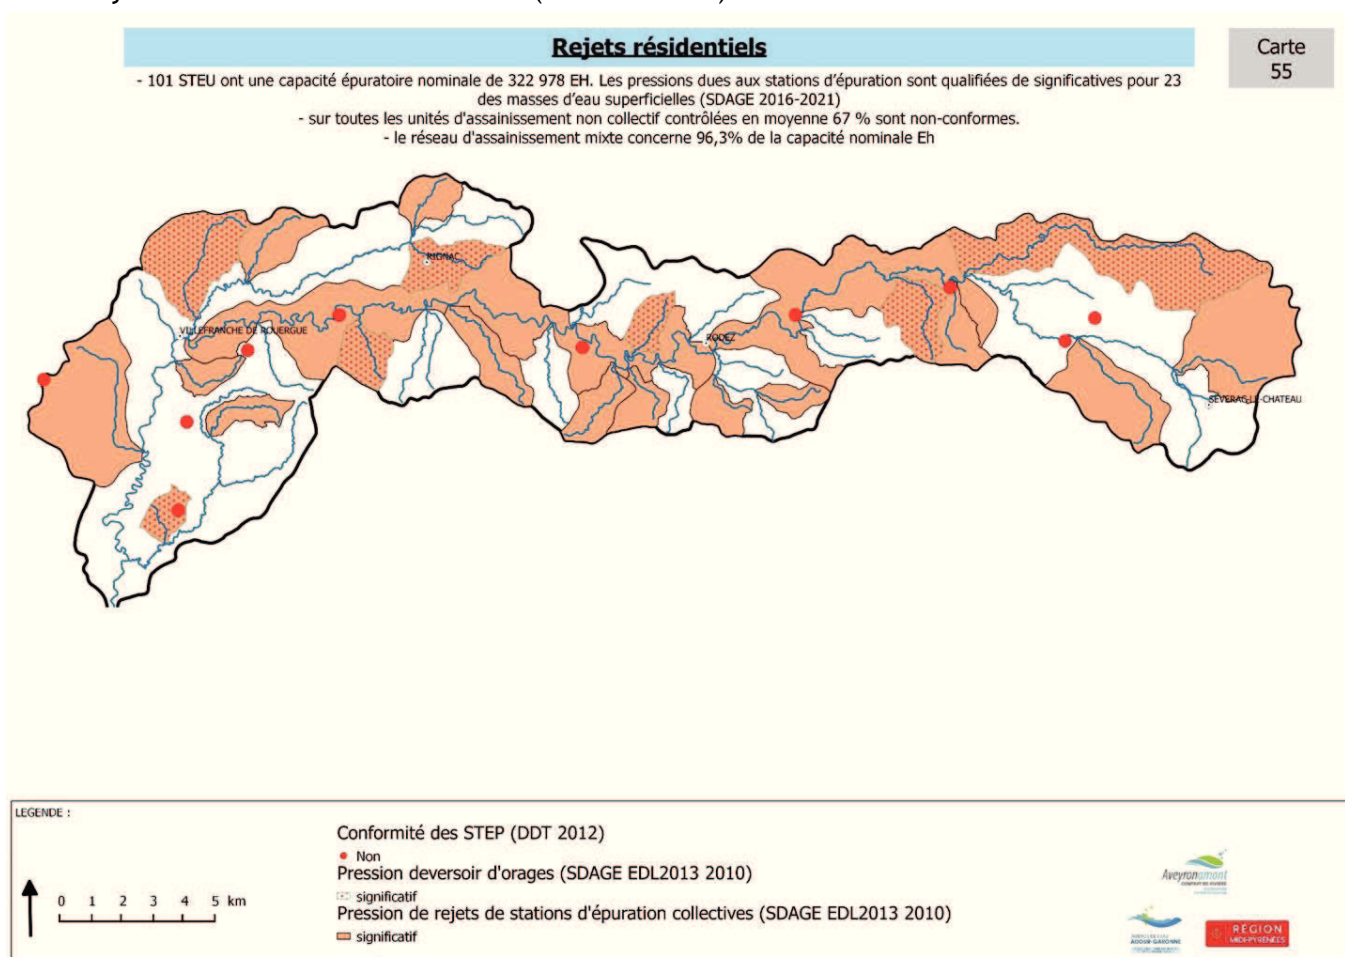 Rejets résidentiels
Carte
55
- 101 STEU ont une capacité épuratoire nominale de 322 978 EH. Les pressions dues aux stations d'épuration sont qualifiées de significatives pour 23
des masses d'eau superficielles (SDAGE 2016-2021)
- sur toutes les unités d'assainissement non collectif contrôlées en moyenne 67 % sont non-conformes.
- le réseau d'assainissement mixte concerne 96,3% de la capacité nominale Eh
RIGNAC
VILLEFRANCHE DE ROUERGUE
RODEZ
SEVERAC-LE-CHATEAU
LEGENDE :
Conformité des STEP (DDT 2012)
Non
Pression deversoir d'orages (SDAGE EDL2013 2010)
significatif
Pression de rejets de stations d'épuration collectives (SDAGE EDL2013 2010)
significatif
0 1 2 3 4 5 km
Aveyronamont
ADOUR-GARONNE
RÉGION
MIDI-PYRÉNÉES